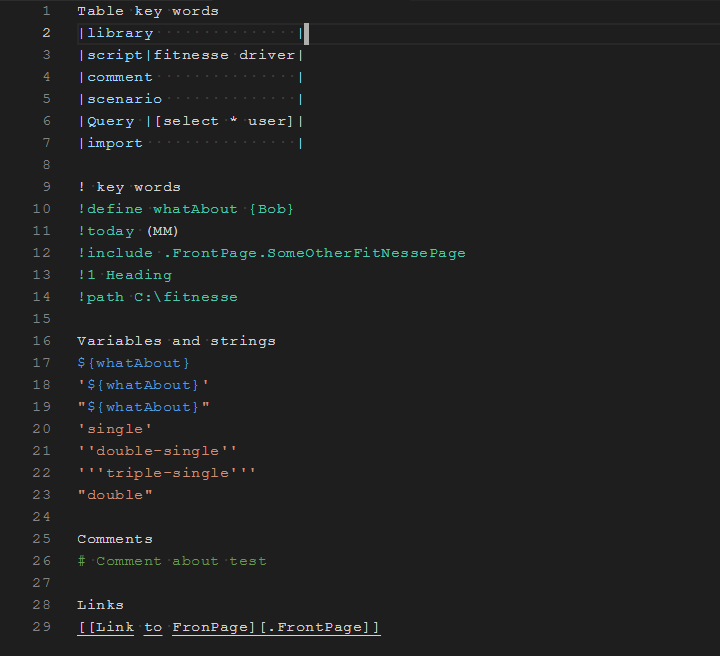 1 Table key words
2 |library               |
3 |script|fitnesse driver|
4 |comment               |
5 |scenario              |
6 |Query |[select * user]|
7 |import                |
8
9 ! key words
10 !define whatAbout {Bob}
11 !today (MM)
12 !include .FrontPage.SomeOtherFitNessePage
13 !1 Heading
14 !path C:\fitnesse
15
16 Variables and strings
17 ${whatAbout}
18 '${whatAbout}'
19 "${whatAbout}"
20 'single'
21 ''double-single''
22 '''triple-single'''
23 "double"
24
25 Comments
26 # Comment about test
27
28 Links
29 [[Link to FronPage][.FrontPage]]